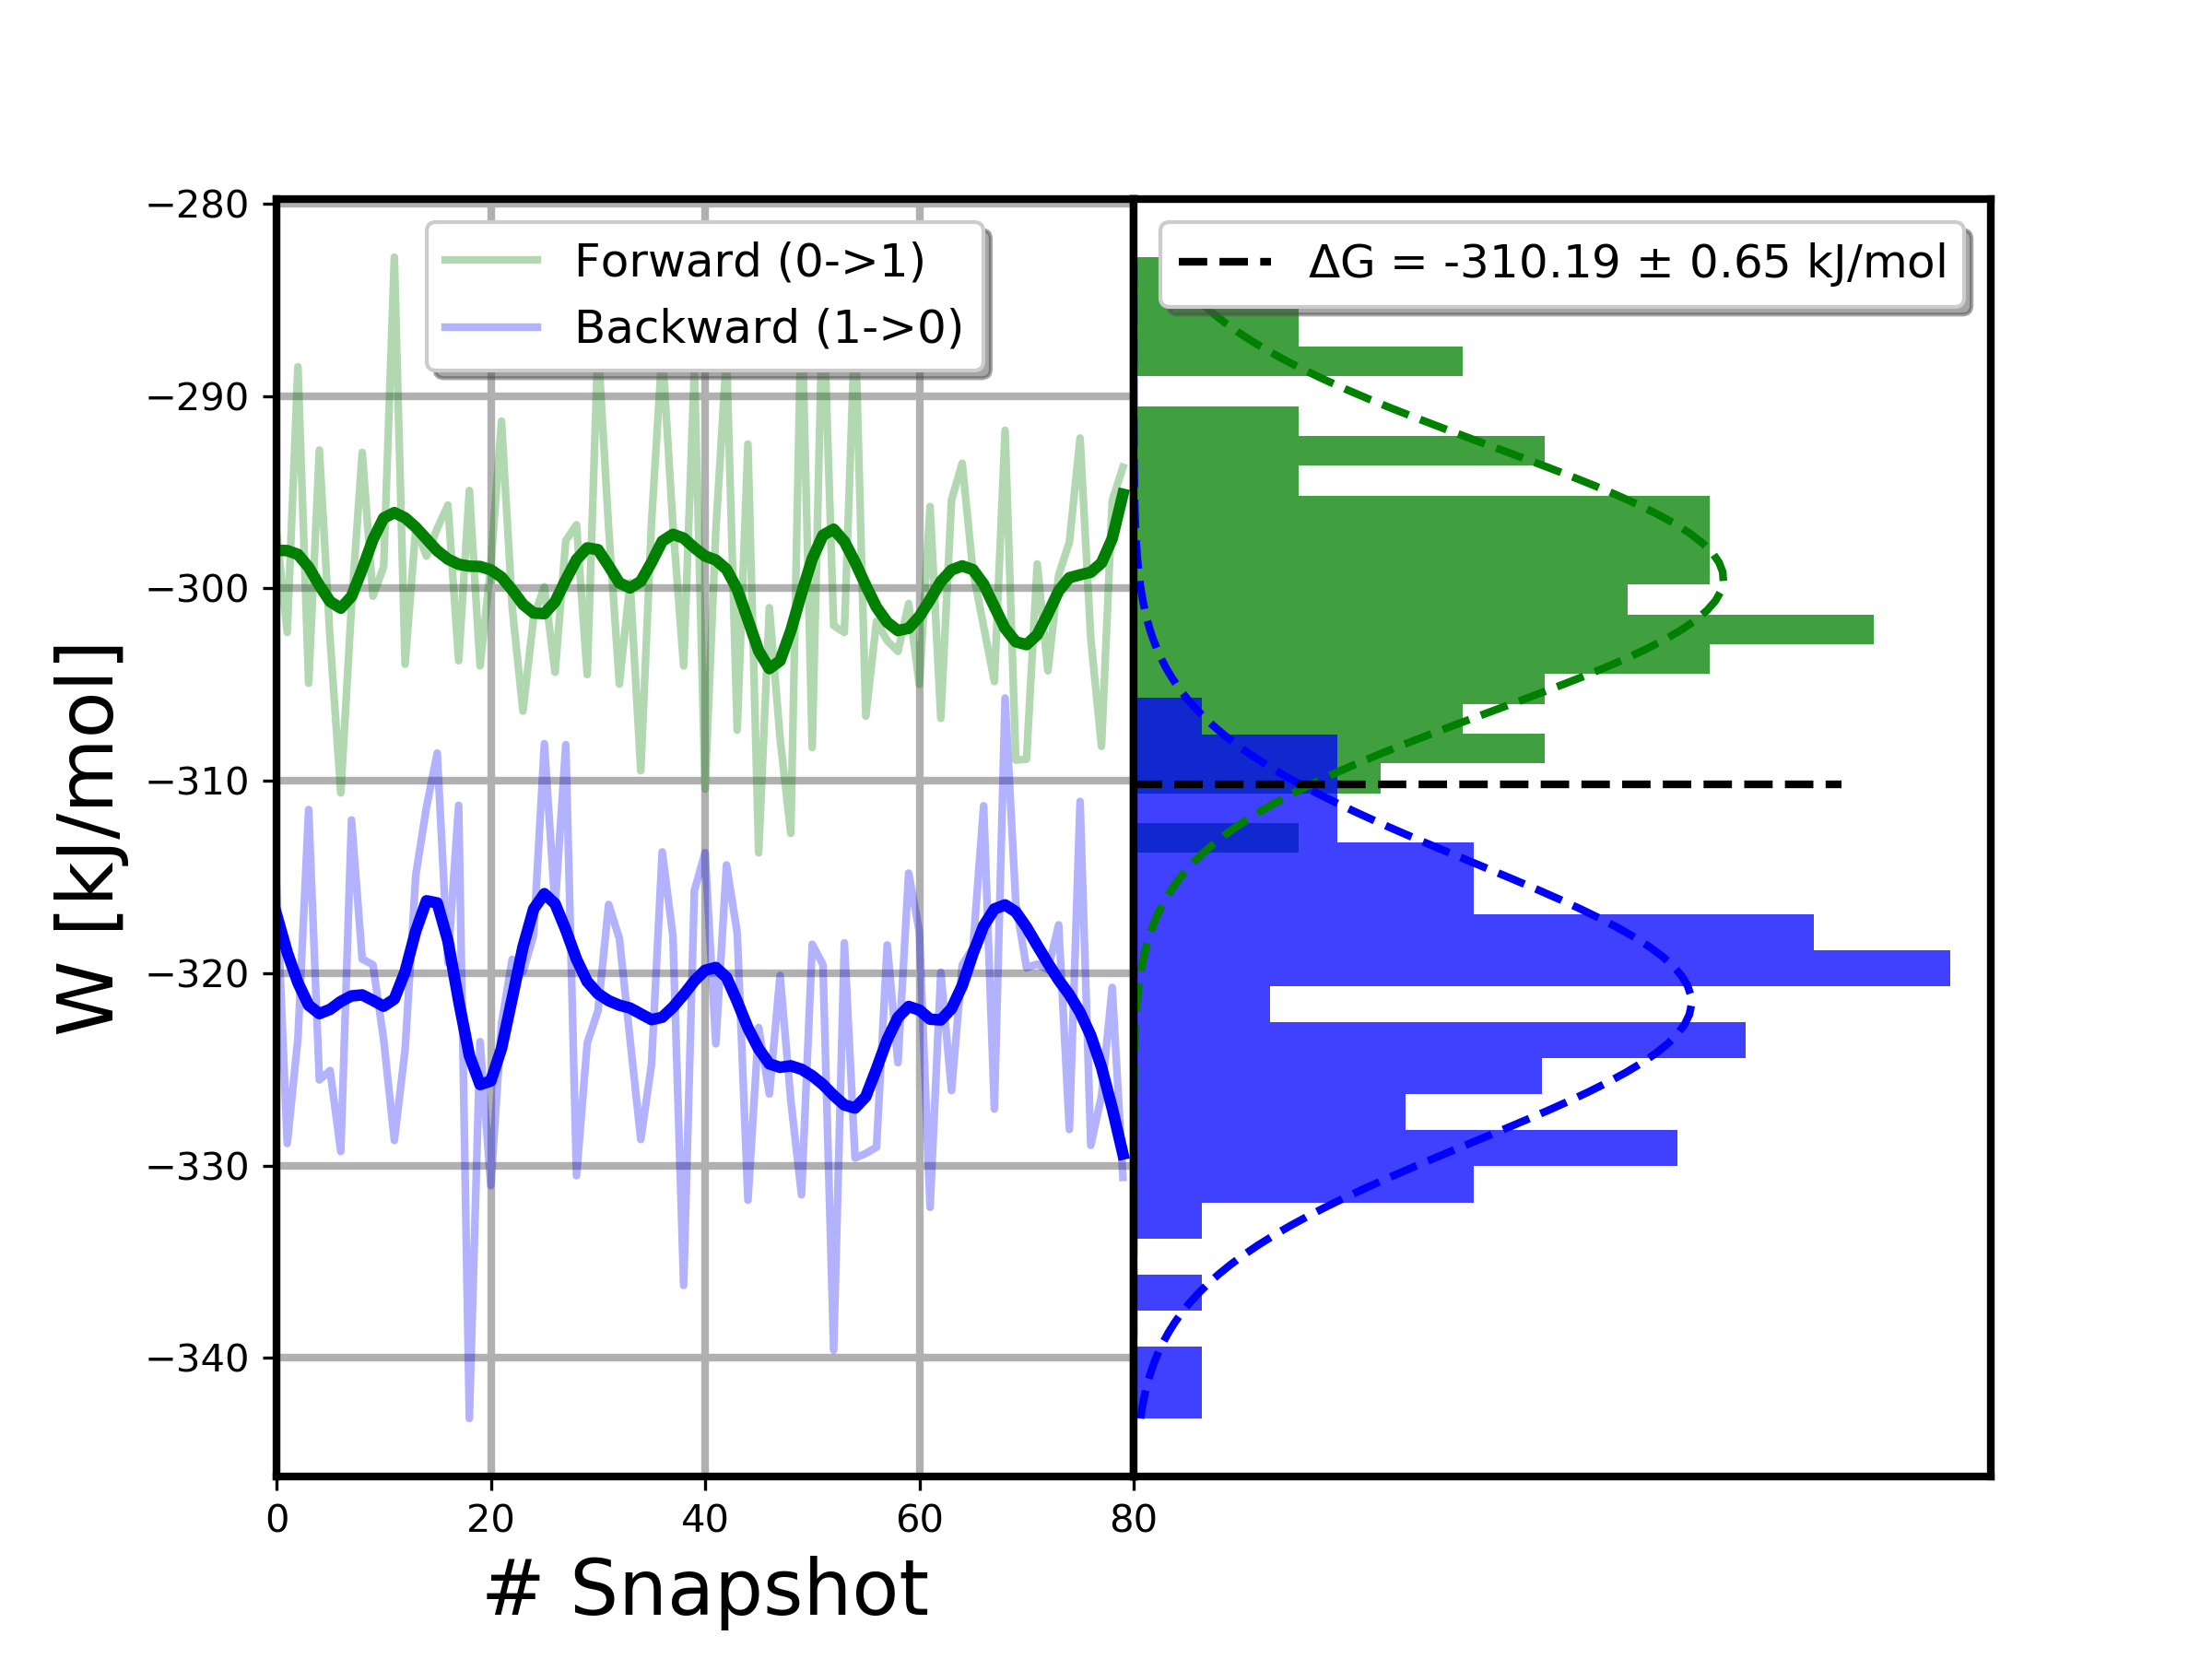 Forward (0->1)
Backward (1->0)
ΔG = -310.19 ± 0.65 kJ/mol
−280
−290
−300
−310
−320
−330
−340
W [kJ/mol]
0 20 40 60 80
# Snapshot